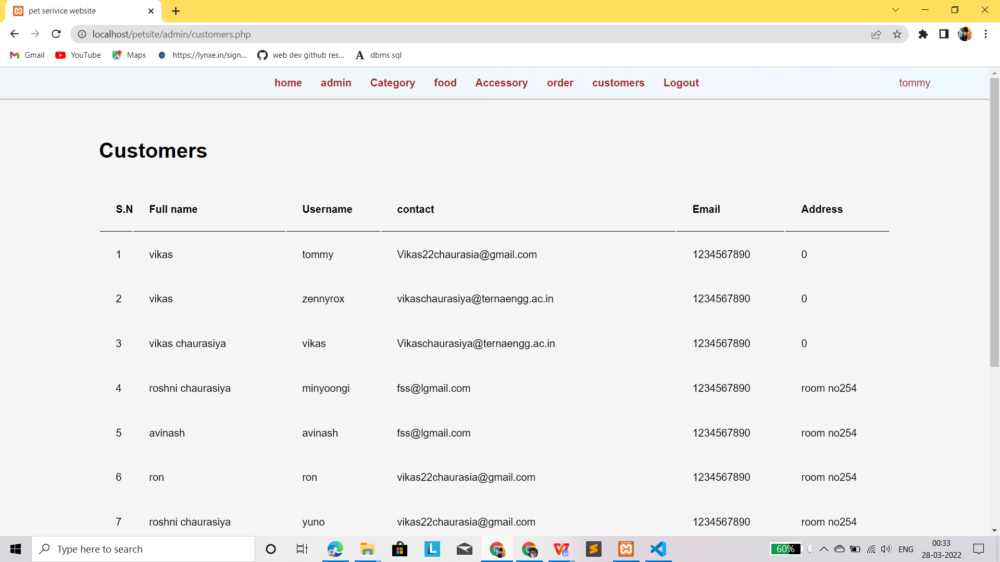 pet serivice website
localhost/petsite/admin/customers.php
Gmail YouTube Maps https://lynxe.in/sign... web dev github res... A dbms sql
home admin Category food Accessory order customers Logout tommy
Customers
S.N Full name Username contact Email Address
1 vikas tommy Vikas22chaurasia@gmail.com 1234567890 0
2 vikas zennyrox vikaschaurasiya@ternaengg.ac.in 1234567890 0
3 vikas chaurasiya vikas Vikaschaurasiya@ternaengg.ac.in 1234567890 0
4 roshni chaurasiya minyoongi fss@lgmail.com 1234567890 room no254
5 avinash avinash fss@lgmail.com 1234567890 room no254
6 ron ron vikas22chaurasia@gmail.com 1234567890 room no254
7 roshni chaurasiya yuno vikas22chaurasia@gmail.com 1234567890 room no254
Type here to search L 60% ENG 00:33
28-03-2022